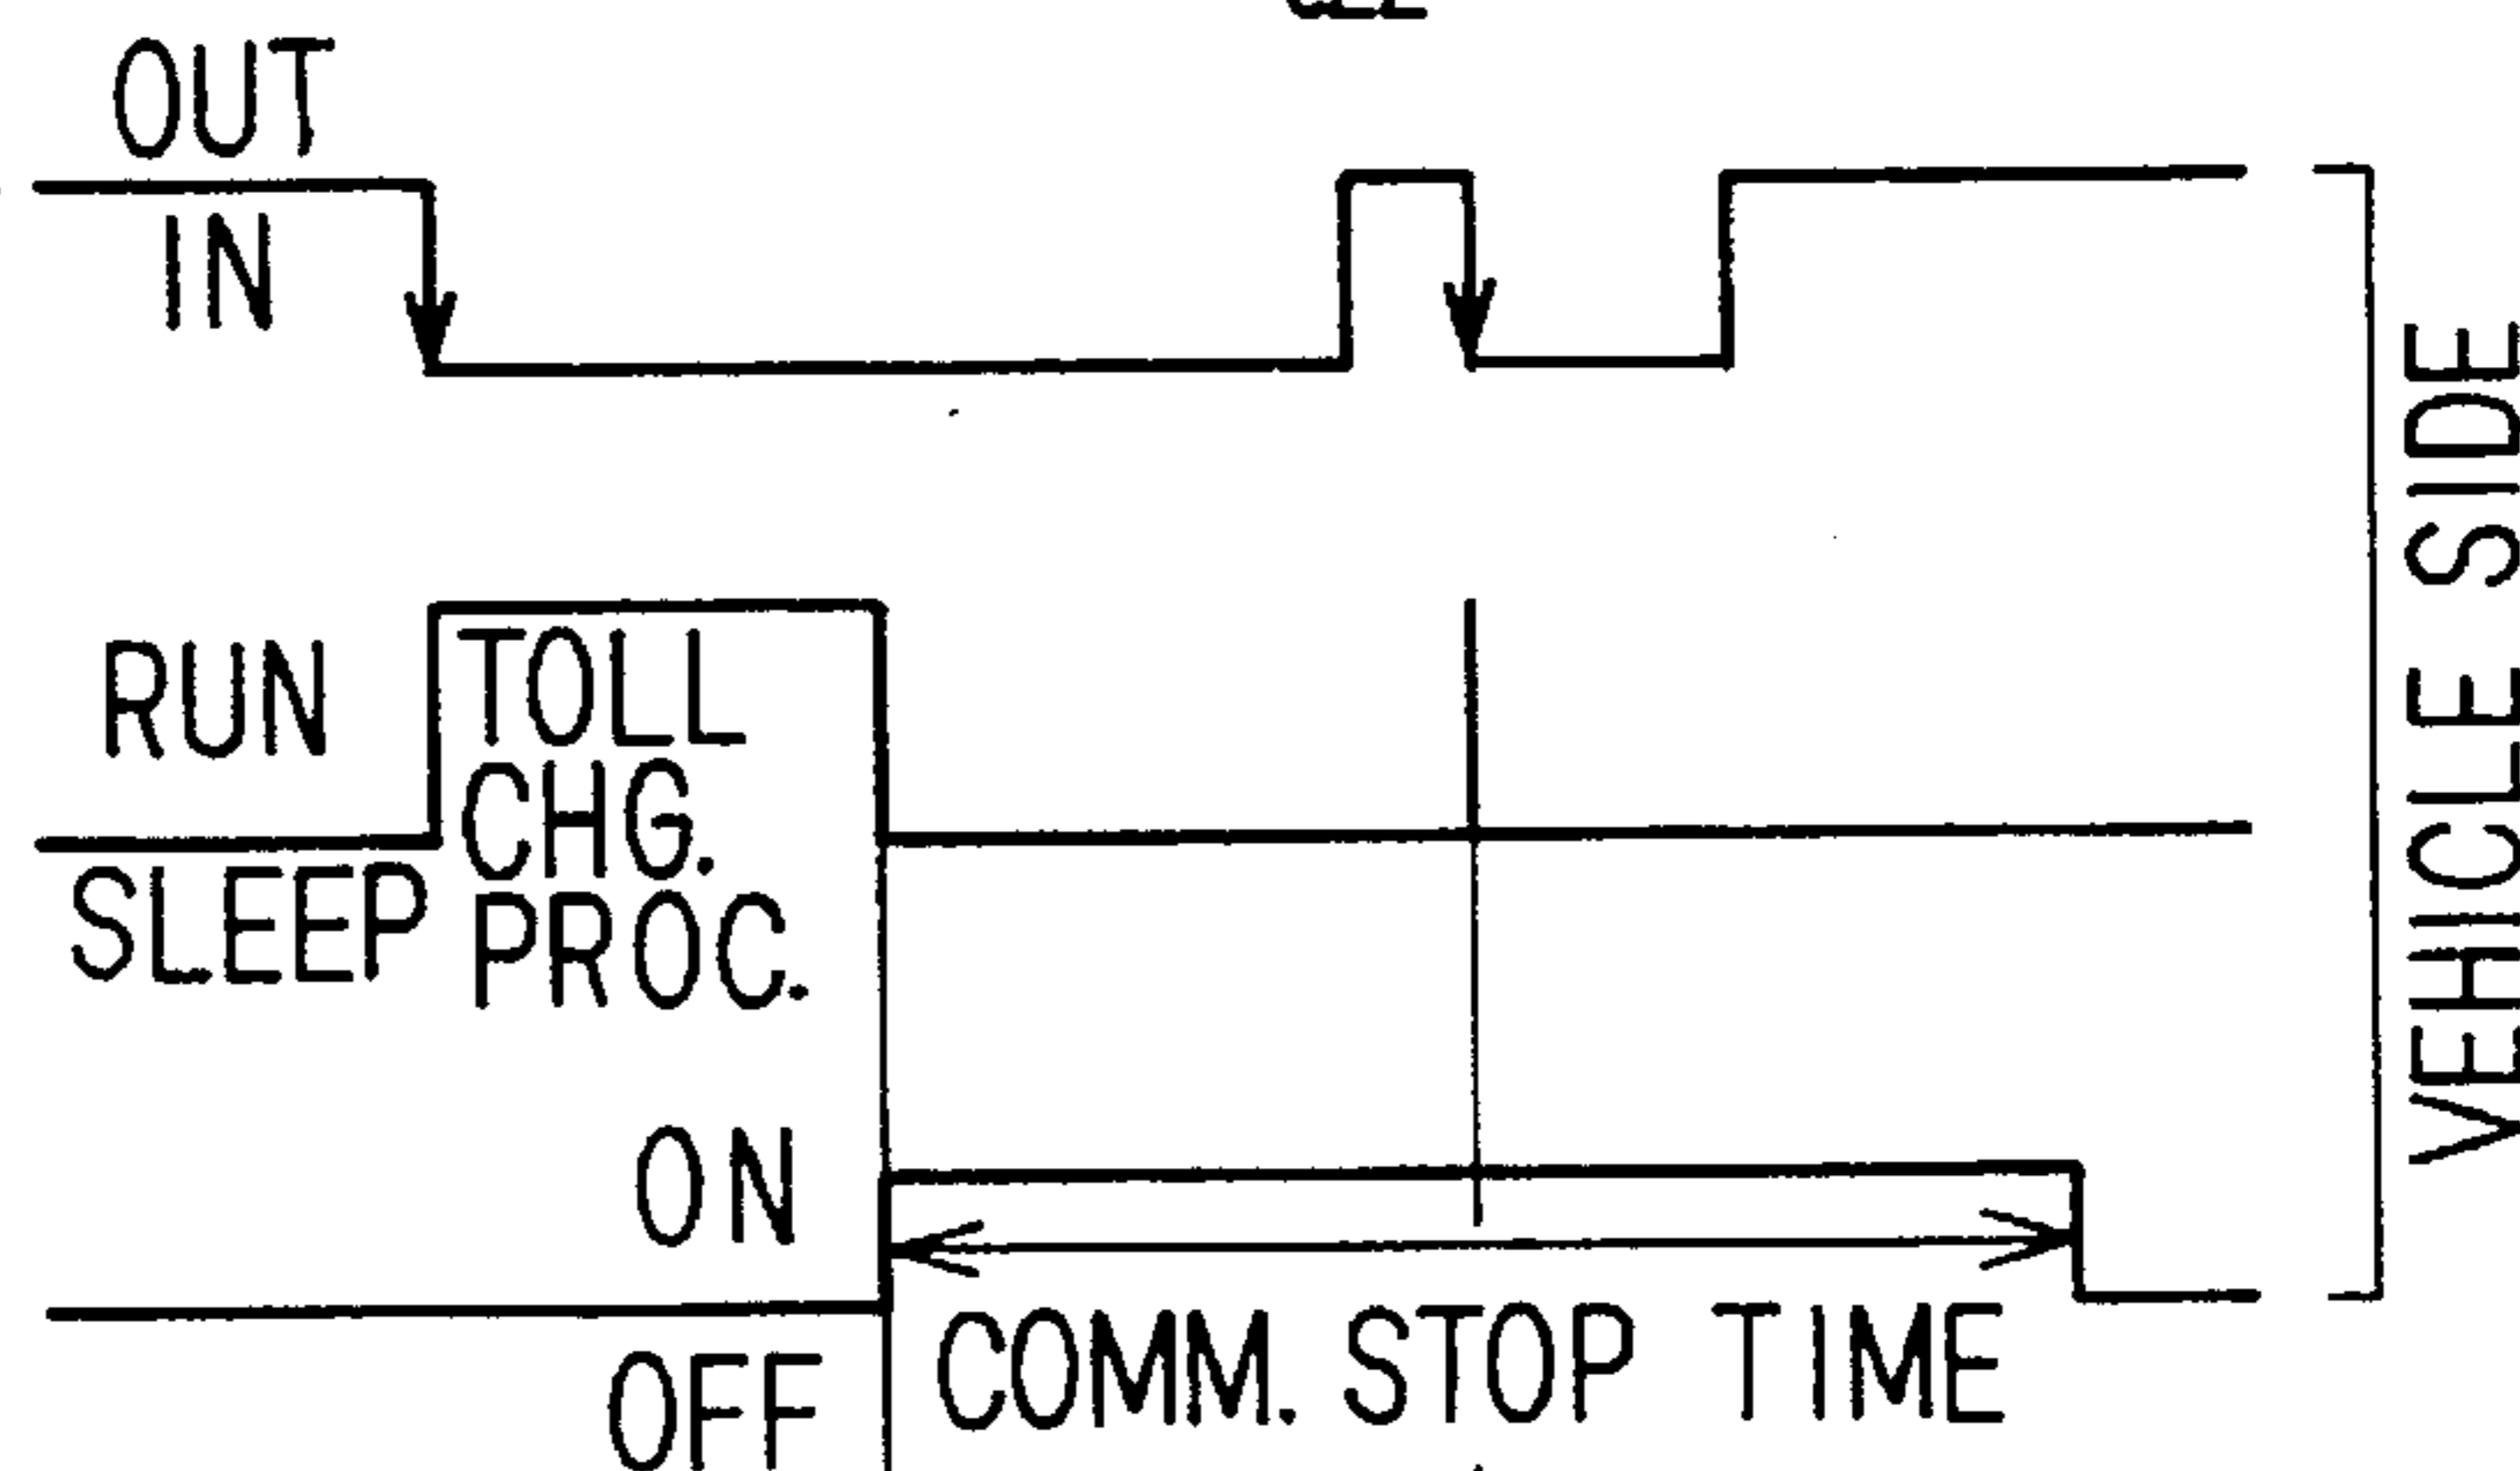 OUT
IN
RUN
SLEEP
TOLL
CHG.
PROC.
ON
OFF
COMM. STOP TIME
VEHICLE SIDE